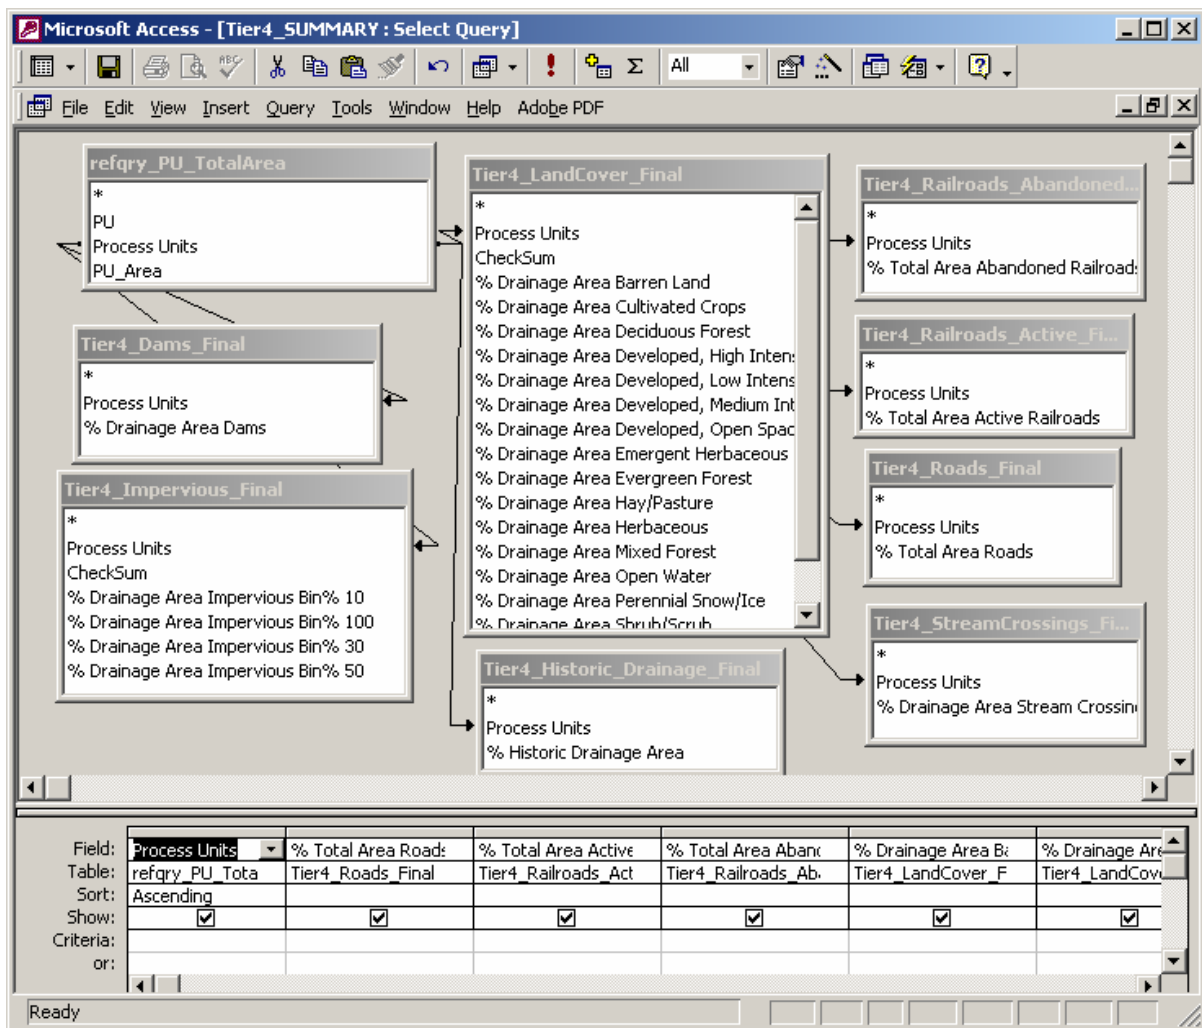 Microsoft Access - [Tier4_SUMMARY : Select Query]
All
File Edit View Insert Query Tools Window Help Adobe PDF
refqry_PU_TotalArea
*
PU
Process Units
PU_Area
Tier4_Dams_Final
*
Process Units
% Drainage Area Dams
Tier4_Impervious_Final
*
Process Units
CheckSum
% Drainage Area Impervious Bin% 10
% Drainage Area Impervious Bin% 100
% Drainage Area Impervious Bin% 30
% Drainage Area Impervious Bin% 50
Tier4_LandCover_Final
*
Process Units
CheckSum
% Drainage Area Barren Land
% Drainage Area Cultivated Crops
% Drainage Area Deciduous Forest
% Drainage Area Developed, High Intens
% Drainage Area Developed, Low Intens
% Drainage Area Developed, Medium Int
% Drainage Area Developed, Open Spac
% Drainage Area Emergent Herbaceous
% Drainage Area Evergreen Forest
% Drainage Area Hay/Pasture
% Drainage Area Herbaceous
% Drainage Area Mixed Forest
% Drainage Area Open Water
% Drainage Area Perennial Snow/Ice
% Drainage Area Shrub/Scrub
Tier4_Historic_Drainage_Final
*
Process Units
% Historic Drainage Area
Tier4_Railroads_Abandoned...
*
Process Units
% Total Area Abandoned Railroads
Tier4_Railroads_Active_Fi...
*
Process Units
% Total Area Active Railroads
Tier4_Roads_Final
*
Process Units
% Total Area Roads
Tier4_StreamCrossings_Fi...
*
Process Units
% Drainage Area Stream Crossin
Field: Process Units % Total Area Roads % Total Area Active % Total Area Aband % Drainage Area Ba % Drainage Are
Table: refqry_PU_Tota Tier4_Roads_Final Tier4_Railroads_Act Tier4_Railroads_Ab Tier4_LandCover_F Tier4_LandCove
Sort: Ascending
Show:
Criteria:
or:
Ready